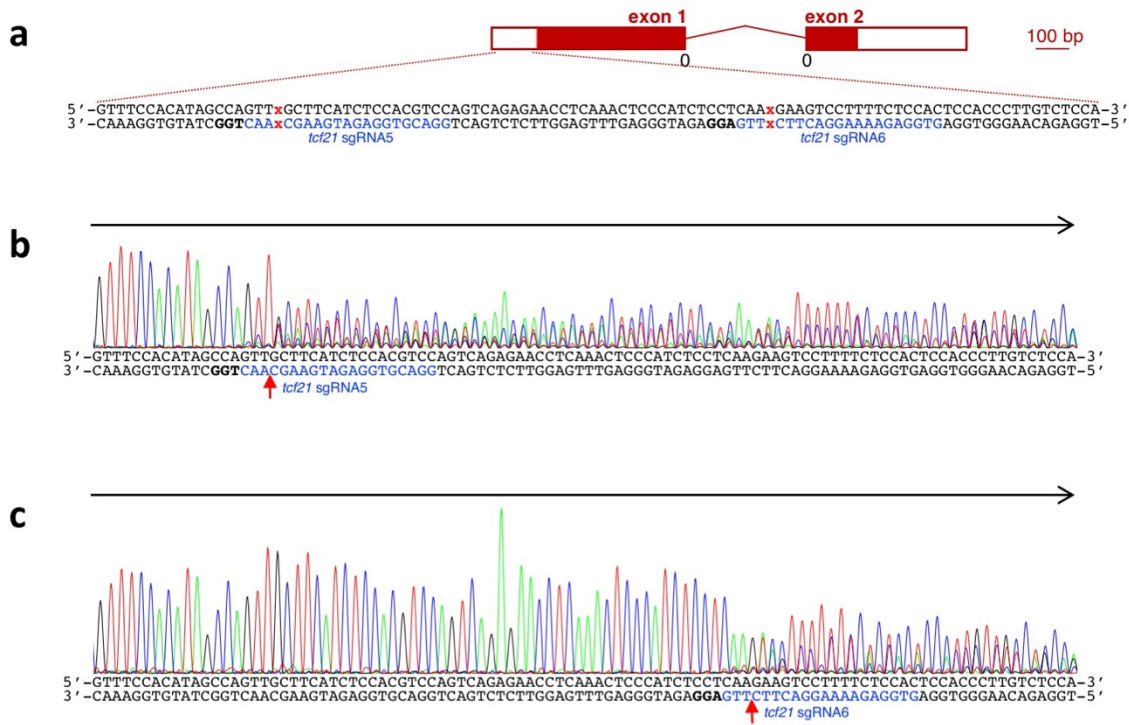 a
exon 1 exon 2
100 bp
0 0
5′-GTTTCCACATAGCCAGTTxGCTTCATCTCCACGTCCAGTCAGAGAACCTCAAACTCCCATCTCCTCAAxGAAGTCCTTTTCTCCACTCCACCCTTGTCTCCA-3′
3′-CAAAGGTGTATCGGTCAAxCGAAGTAGAGGTGCAGGTCAGTCTCTTGGAGTTTGAGGGTAGAGGAGTTxCTTCAGGAAAAGAGGTGAGGTGGGAACAGAGGT-5′
tcf21 sgRNA5 tcf21 sgRNA6
b
5′-GTTTCCACATAGCCAGTTGCTTCATCTCCACGTCCAGTCAGAGAACCTCAAACTCCCATCTCCTCAAGAAGTCCTTTTCTCCACTCCACCCTTGTCTCCA-3′
3′-CAAAGGTGTATCGGTCAACGAAGTAGAGGTGCAGGTCAGTCTCTTGGAGTTTGAGGGTAGAGGAGTTCTTCAGGAAAAGAGGTGAGGTGGGAACAGAGGT-5′
tcf21 sgRNA5
c
5′-GTTTCCACATAGCCAGTTGCTTCATCTCCACGTCCAGTCAGAGAACCTCAAACTCCCATCTCCTCAAGAAGTCCTTTTCTCCACTCCACCCTTGTCTCCA-3′
3′-CAAAGGTGTATCGGTCAACGAAGTAGAGGTGCAGGTCAGTCTCTTGGAGTTTGAGGGTAGAGGAGTTCTTCAGGAAAAGAGGTGAGGTGGGAACAGAGGT-5′
tcf21 sgRNA6